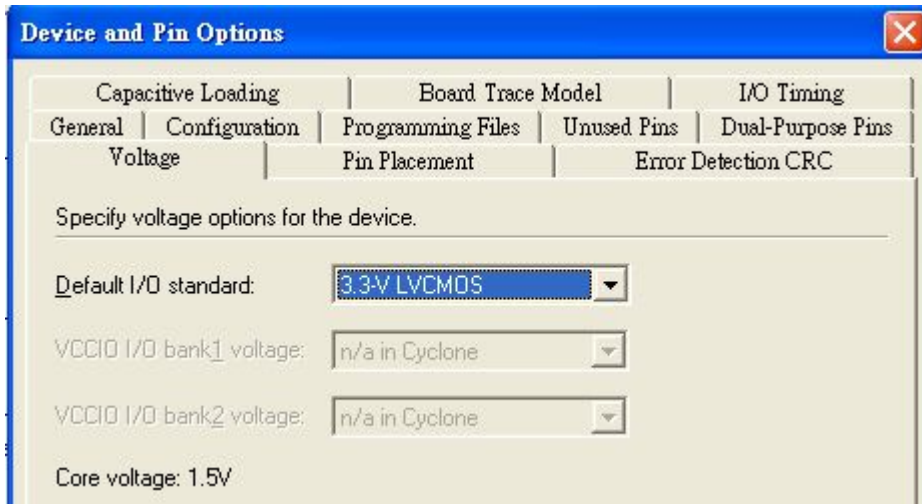 Device and Pin Options
Capacitive Loading Board Trace Model I/O Timing
General Configuration Programming Files Unused Pins Dual-Purpose Pins
Voltage Pin Placement Error Detection CRC
Specify voltage options for the device.
Default I/O standard: 3.3-V LVCMOS
VCCIO I/O bank1 voltage: n/a in Cyclone
VCCIO I/O bank2 voltage: n/a in Cyclone
Core voltage: 1.5V